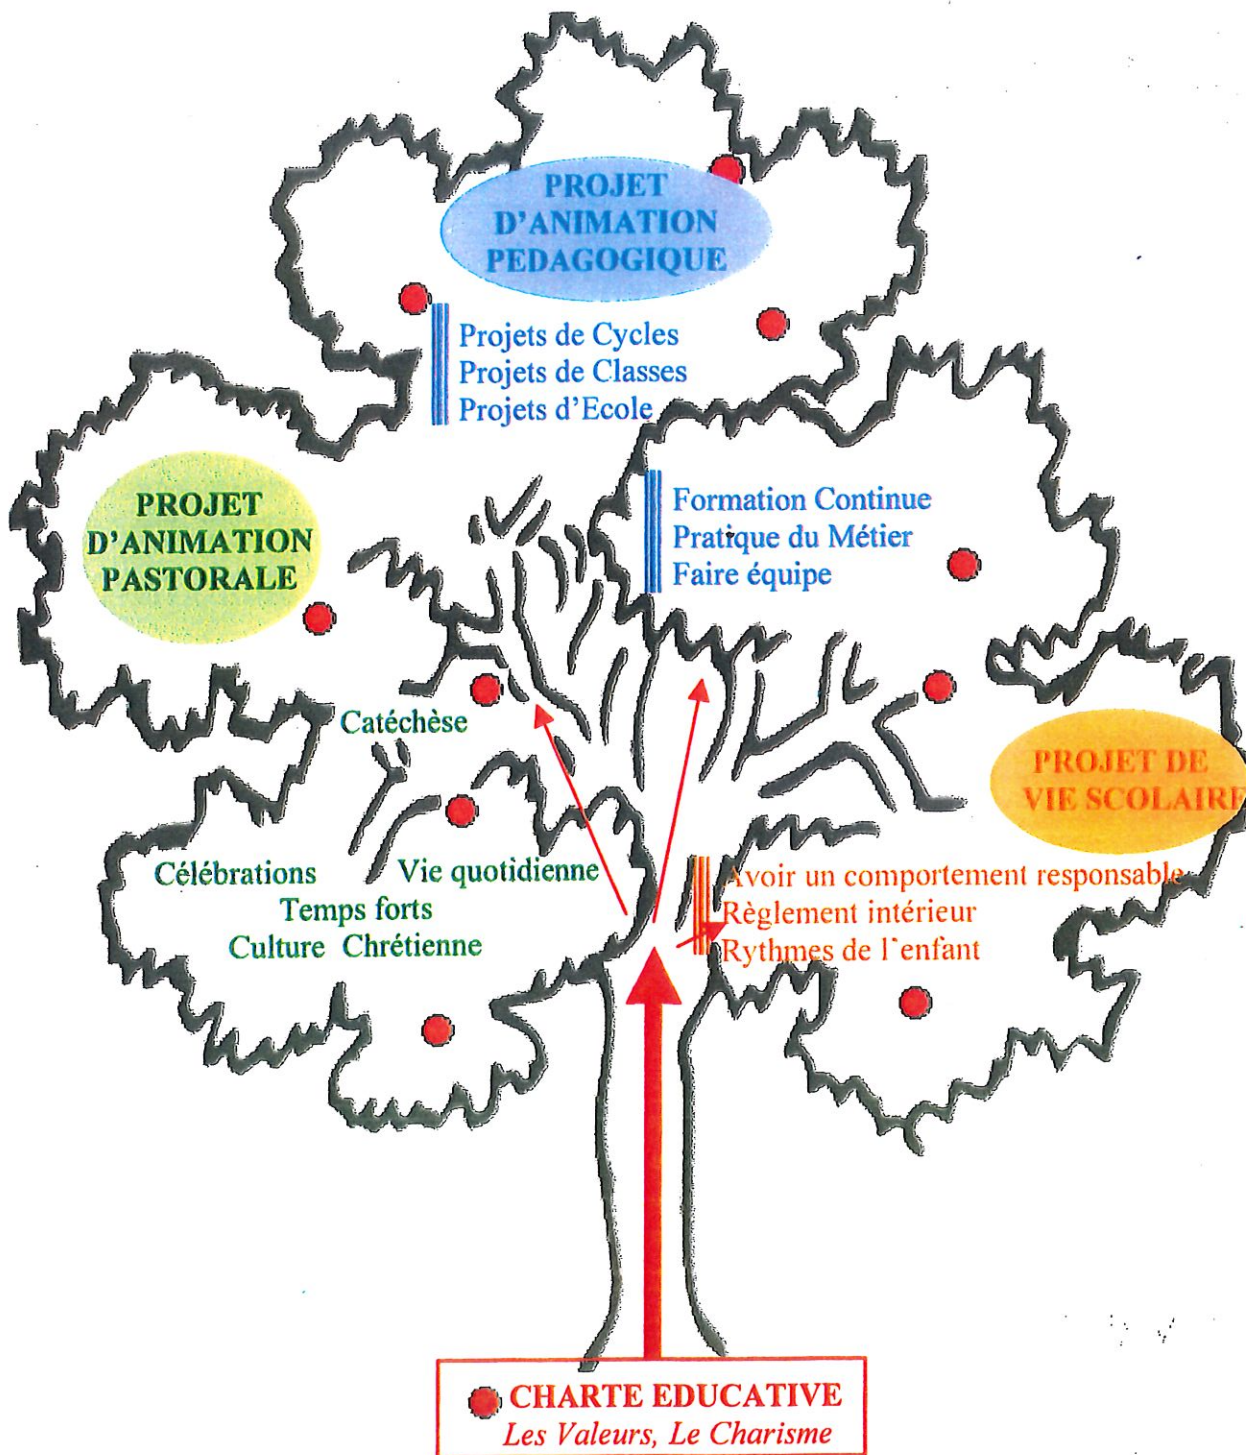 PROJET
D'ANIMATION
PEDAGOGIQUE
Projets de Cycles
Projets de Classes
Projets d'Ecole
PROJET
D'ANIMATION
PASTORALE
Formation Continue
Pratique du Métier
Faire équipe
Catéchèse
PROJET DE
VIE SCOLAIRE
Célébrations Vie quotidienne
Temps forts
Culture Chrétienne
Avoir un comportement responsable
Règlement intérieur
Rythmes de l'enfant
CHARTE EDUCATIVE
Les Valeurs, Le Charisme